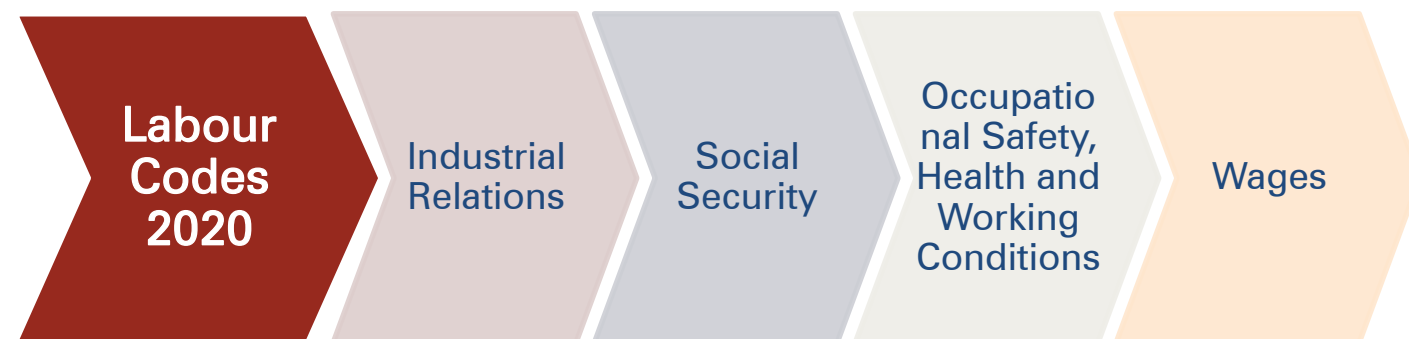 Labour
Codes
2020
Industrial
Relations
Social
Security
Occupatio
nal Safety,
Health and
Working
Conditions
Wages